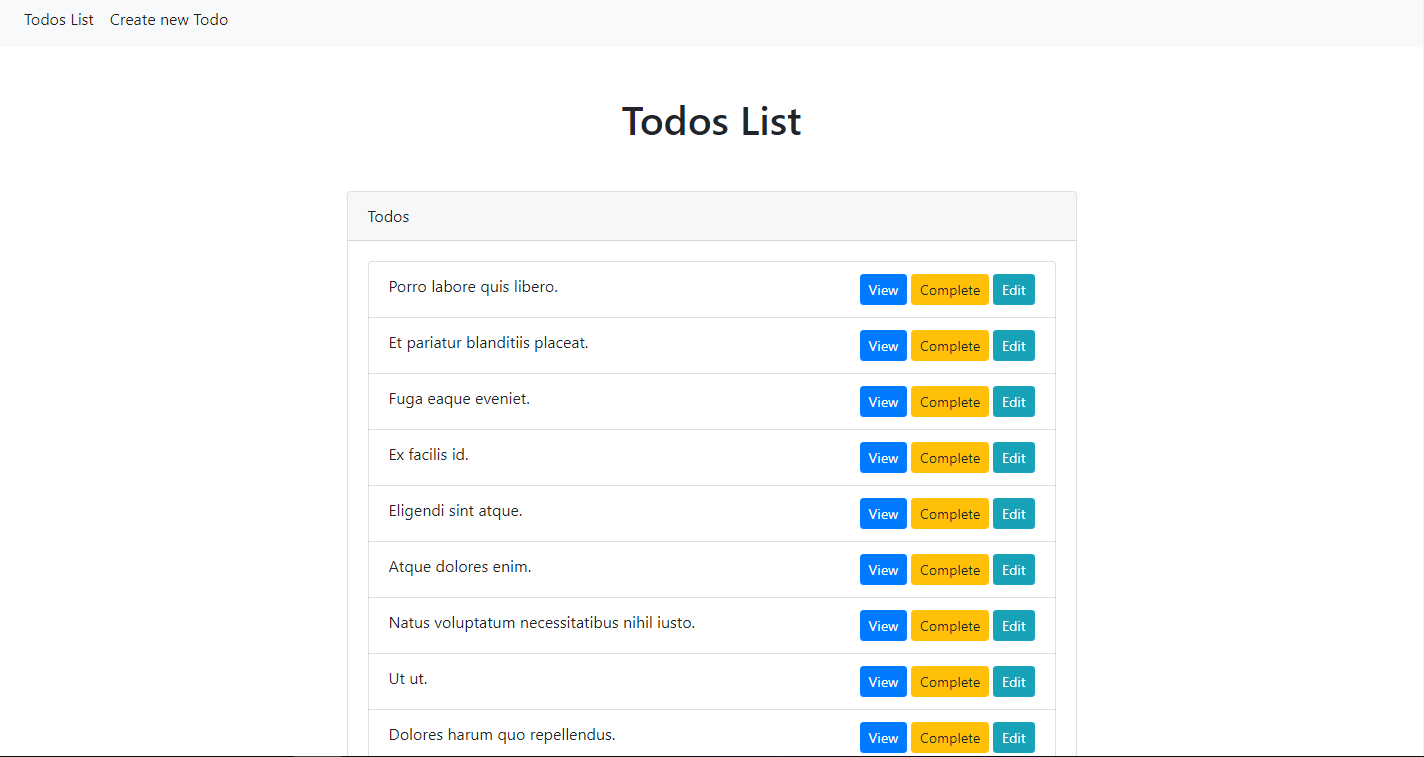 Todos List Create new Todo
Todos List
Todos
Porro labore quis libero. View Complete Edit
Et pariatur blanditiis placeat. View Complete Edit
Fuga eaque eveniet. View Complete Edit
Ex facilis id. View Complete Edit
Eligendi sint atque. View Complete Edit
Atque dolores enim. View Complete Edit
Natus voluptatum necessitatibus nihil iusto. View Complete Edit
Ut ut. View Complete Edit
Dolores harum quo repellendus. View Complete Edit